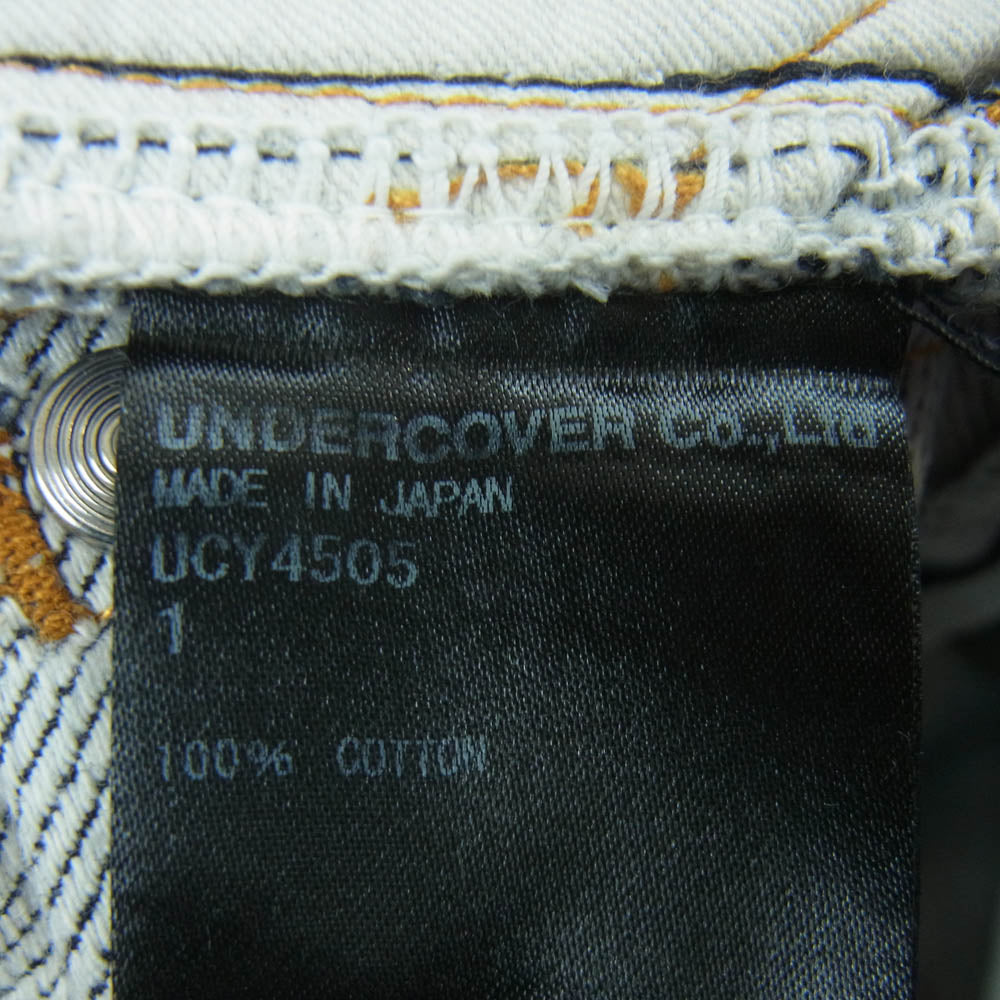 UNDERCOVER Co.,Ltd
MADE IN JAPAN
UCY4505
1
100% COTTON